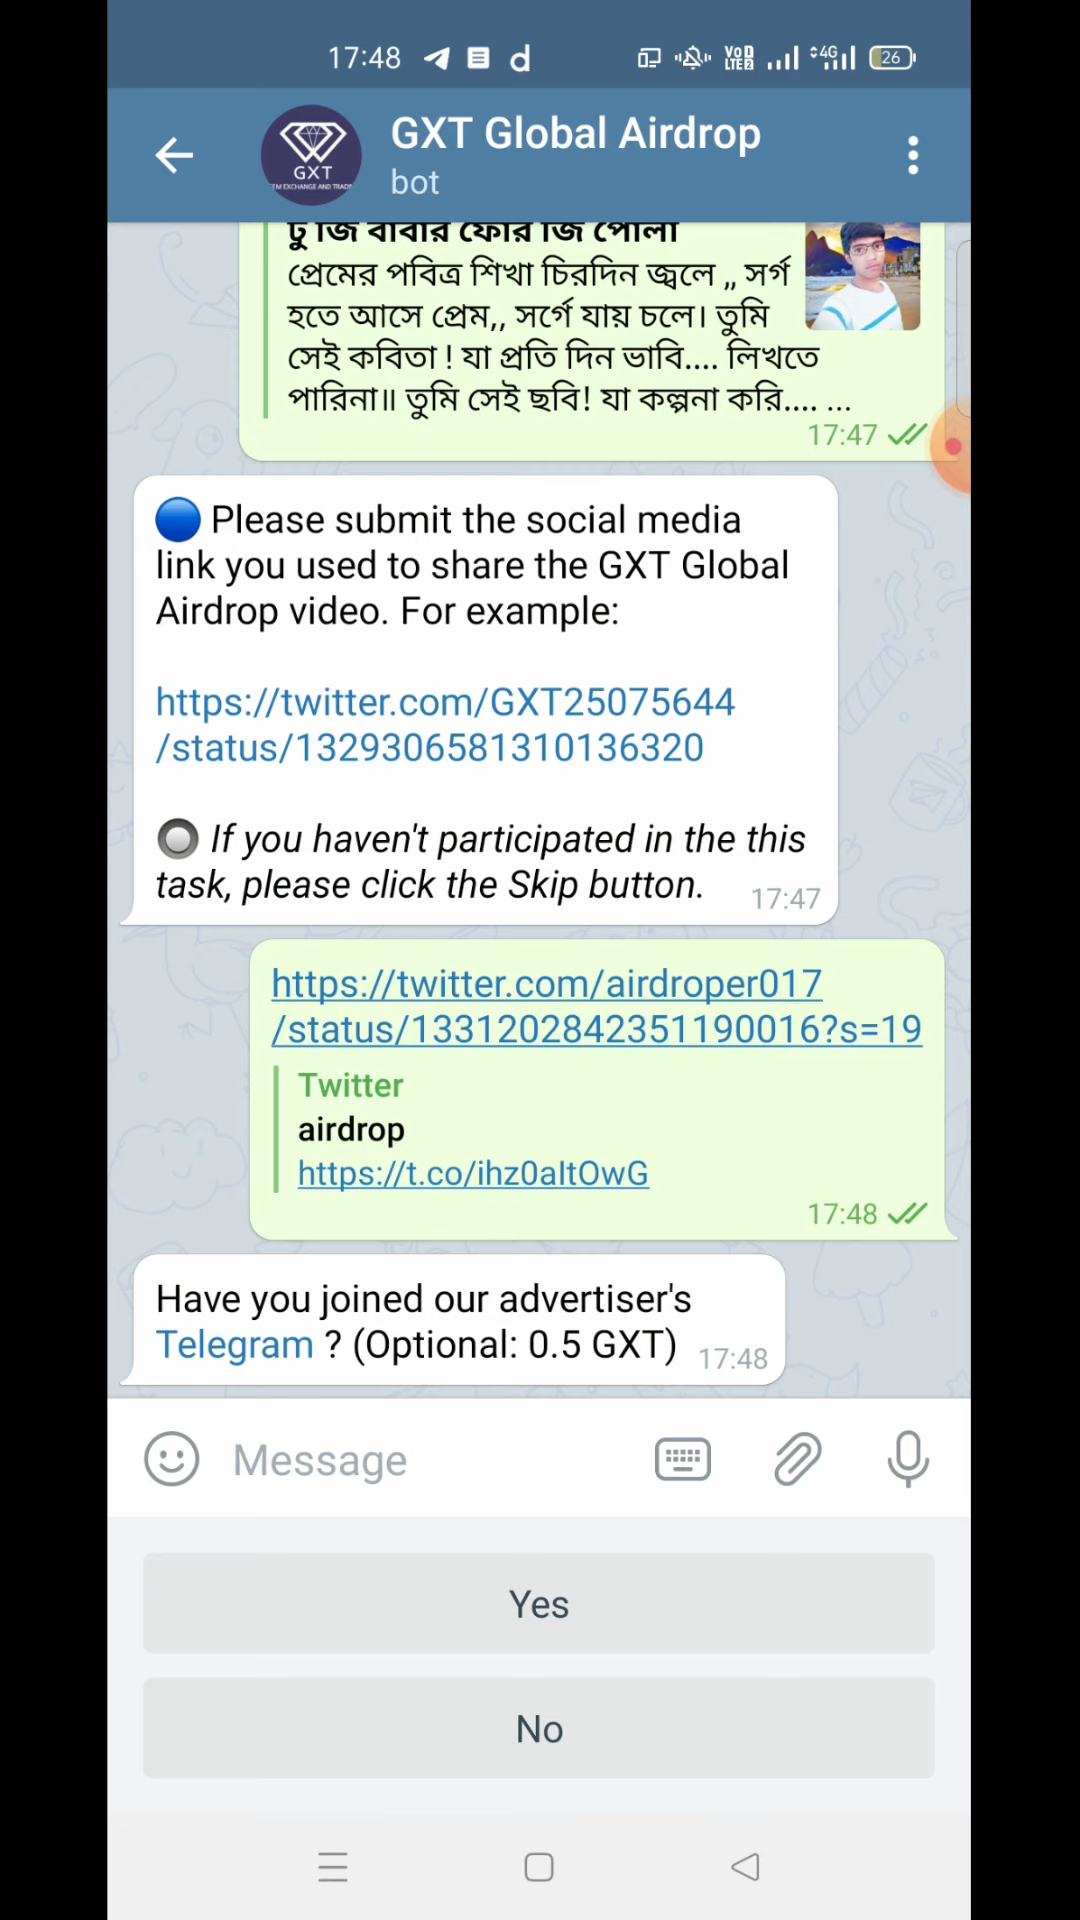 17:48
26
GXT Global Airdrop
bot
GXT
টু জি বাবার ফোর জি পোলা
প্রেমের পবিত্র শিখা চিরদিন জ্বলে ,, সর্গ
হতে আসে প্রেম,, সর্গে যায় চলে। তুমি
সেই কবিতা ! যা প্রতি দিন ভাবি.... লিখতে
পারিনা॥ তুমি সেই ছবি! যা কল্পনা করি.... ...
17:47
Please submit the social media
link you used to share the GXT Global
Airdrop video. For example:
https://twitter.com/GXT25075644
/status/1329306581310136320
If you haven't participated in the this
task, please click the Skip button.
17:47
https://twitter.com/airdroper017
/status/1331202842351190016?s=19
Twitter
airdrop
https://t.co/ihz0aItOwG
17:48
Have you joined our advertiser's
Telegram ? (Optional: 0.5 GXT)
17:48
Message
Yes
No